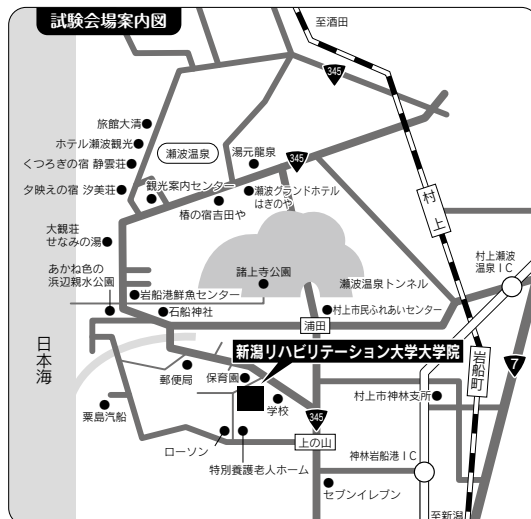 試験会場案内図
至酒田
345
旅館大清
ホテル瀬波観光
くつろぎの宿 静雲荘
夕映えの宿 汐美荘
瀬波温泉
湯元龍泉
345
観光案内センター
椿の宿吉田や
瀬波グランドホテル
はぎのや
村上
大観荘
せなみの湯
あかね色の
浜辺親水公園
諸上寺公園
瀬波温泉トンネル
村上瀬波
温泉IC
岩船港鮮魚センター
石船神社
村上市民ふれあいセンター
浦田
日本海
新潟リハビリテーション大学大学院
岩船町
7
郵便局
保育園
学校
村上市神林支所
粟島汽船
345
ローソン
上の山
特別養護老人ホーム
神林岩船港IC
セブンイレブン
至新潟